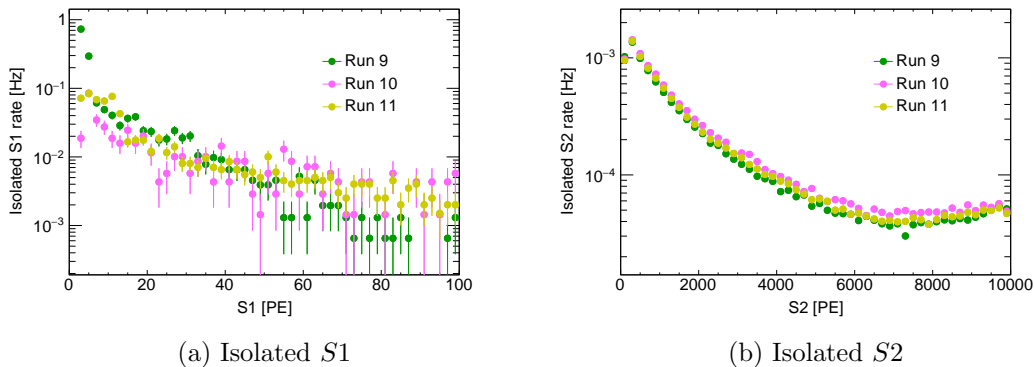 Isolated S1 rate [Hz]
1
10⁻¹
10⁻²
10⁻³
0 20 40 60 80 100
S1 [PE]
Run 9
Run 10
Run 11
(a) Isolated S1
Isolated S2 rate [Hz]
10⁻³
10⁻⁴
0 2000 4000 6000 8000 10000
S2 [PE]
Run 9
Run 10
Run 11
(b) Isolated S2